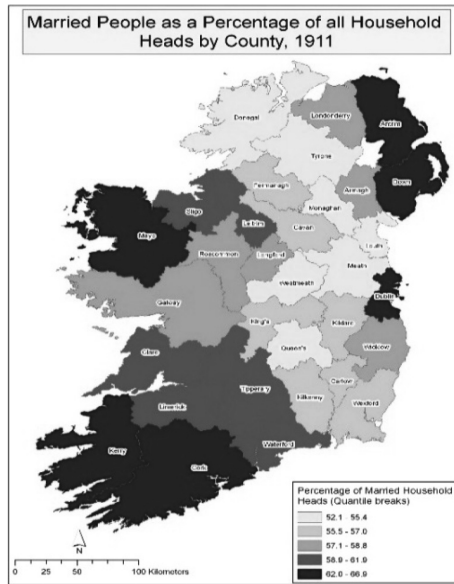 Married People as a Percentage of all Household
Heads by County, 1911
Donegal
Londonderry
Antrim
Tyrone
Fermanagh
Armagh
Down
Monaghan
Sligo
Leitrim
Cavan
Louth
Mayo
Roscommon
Longford
Meath
Westmeath
Dublin
Galway
King's
Kildare
Queen's
Wicklow
Clare
Carlow
Tipperary
Kilkenny
Wexford
Limerick
Waterford
Kerry
Cork
Percentage of Married Household
Heads (Quantile breaks)
52.1 - 55.4
55.5 - 57.0
57.1 - 58.8
58.9 - 61.9
62.0 - 66.9
N
0 25 50 100 Kilometers